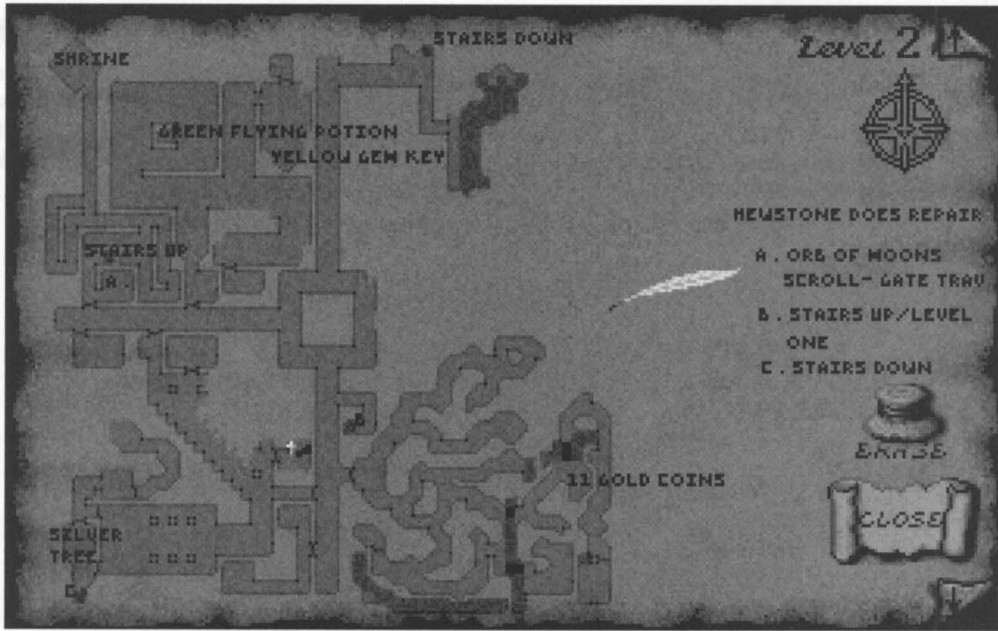 STAIRS DOWN
Level 2
SHRINE
GREEN FLYING POTION
YELLOW GEM KEY
HEWSTONE DOES REPAIR
STAIRS UP
A. ORB OF MOONS
A.
SCROLL- GATE TRAV
B. STAIRS UP/LEVEL
ONE
C. STAIRS DOWN
B
ERASE
11 GOLD COINS
CLOSE
SILVER
TREE
C